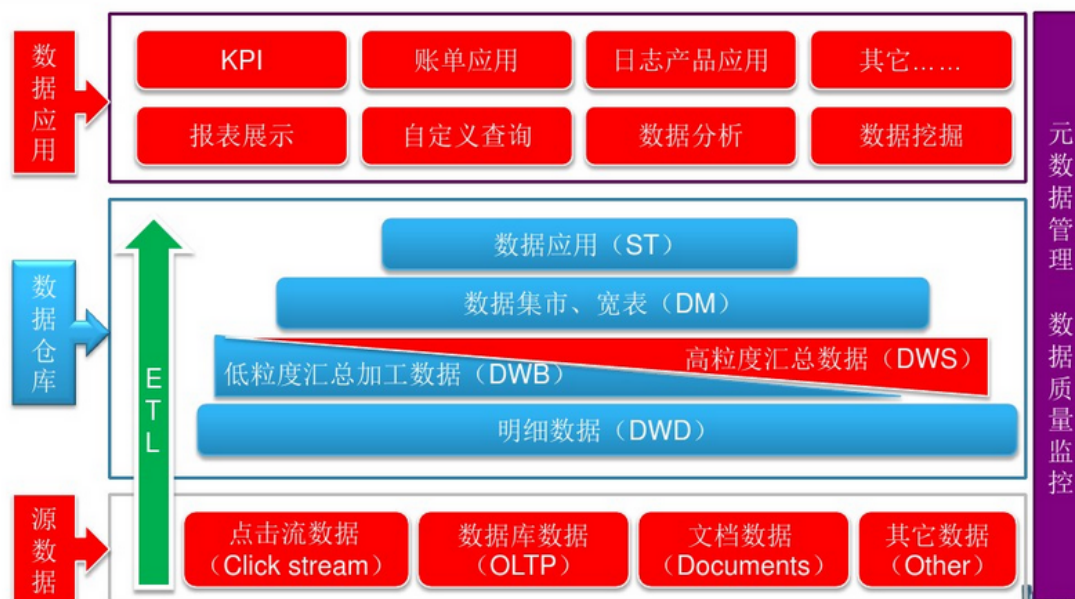 数据应用
KPI
账单应用
日志产品应用
其它……
报表展示
自定义查询
数据分析
数据挖掘
数据仓库
ETL
数据应用（ST）
数据集市、宽表（DM）
高粒度汇总数据（DWS）
低粒度汇总加工数据（DWB）
明细数据（DWD）
源数据
点击流数据
（Click stream）
数据库数据
（OLTP）
文档数据
（Documents）
其它数据
（Other）
元数据管理
数据质量监控